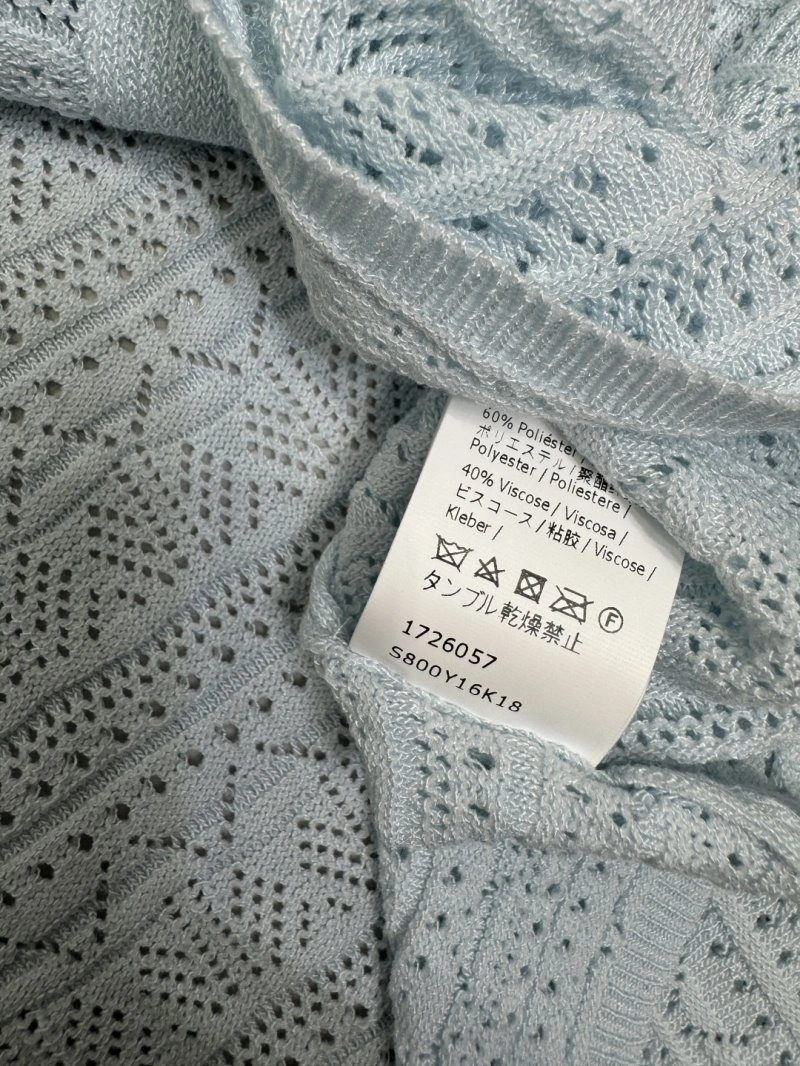 60% Poliéster
ポリエステル / 聚酯
Polyester / Poliestere /
40% Viscose / Viscosa /
ビスコース / 粘胶 / Viscose /
Kleber /
F
タンブル乾燥禁止
1726057
S800Y16K18